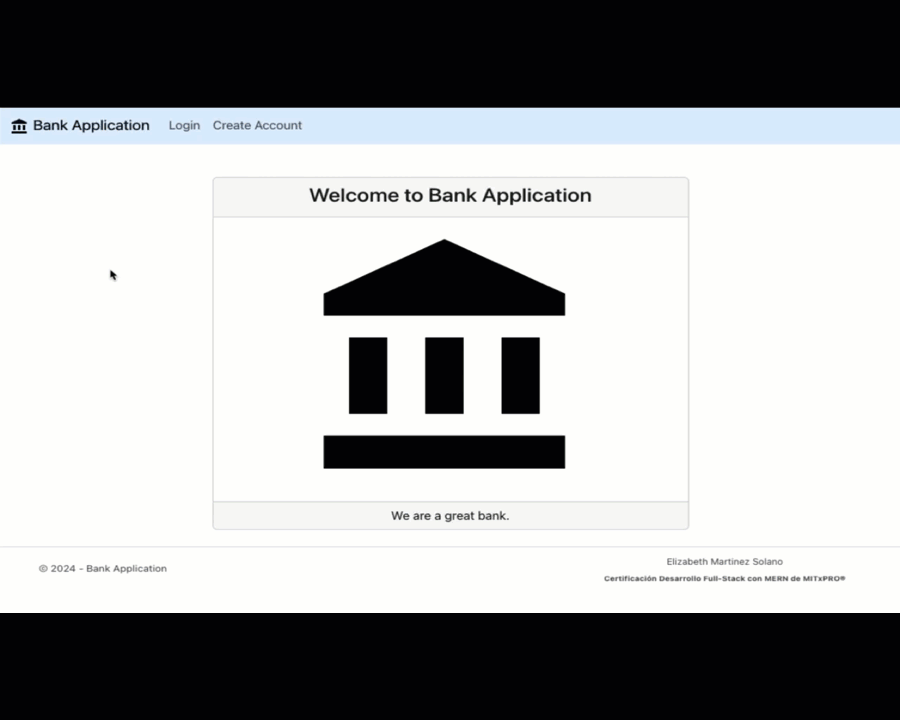 Bank Application Login Create Account
Welcome to Bank Application
We are a great bank.
© 2024 - Bank Application
Elizabeth Martinez Solano
Certificación Desarrollo Full-Stack con MERN de MITxPRO®